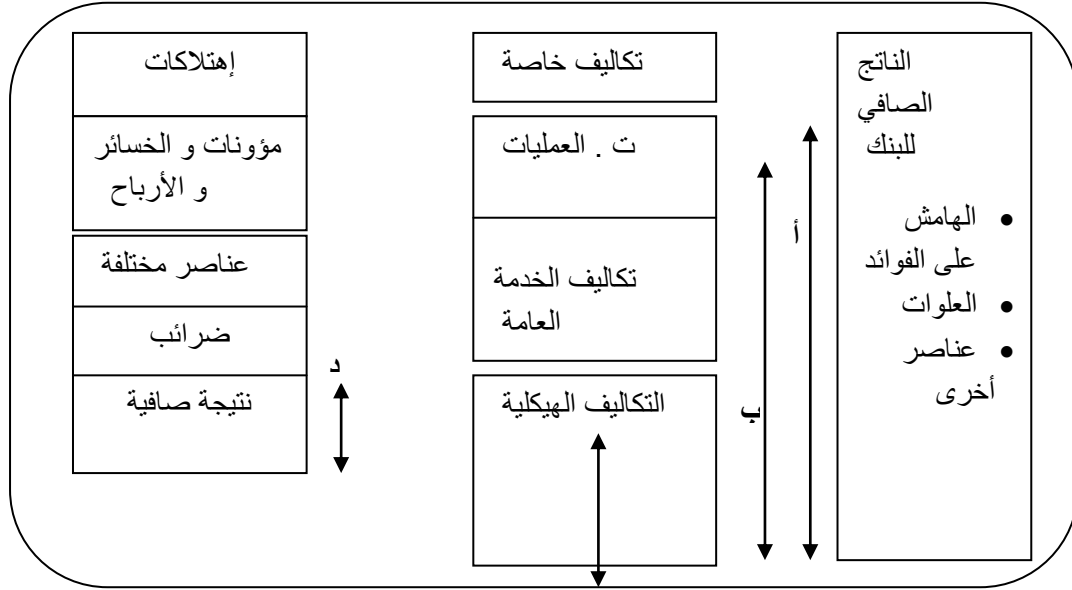 الناتج
الصافي
للبنك
• الهامش
على الفوائد
• العلوات
• عناصر
أخرى
أ
ب
تكاليف خاصة
ت . العمليات
تكاليف الخدمة
العامة
التكاليف الهيكلية
إهتلاكات
مؤونات و الخسائر
و الأرباح
عناصر مختلفة
ضرائب
نتيجة صافية
د